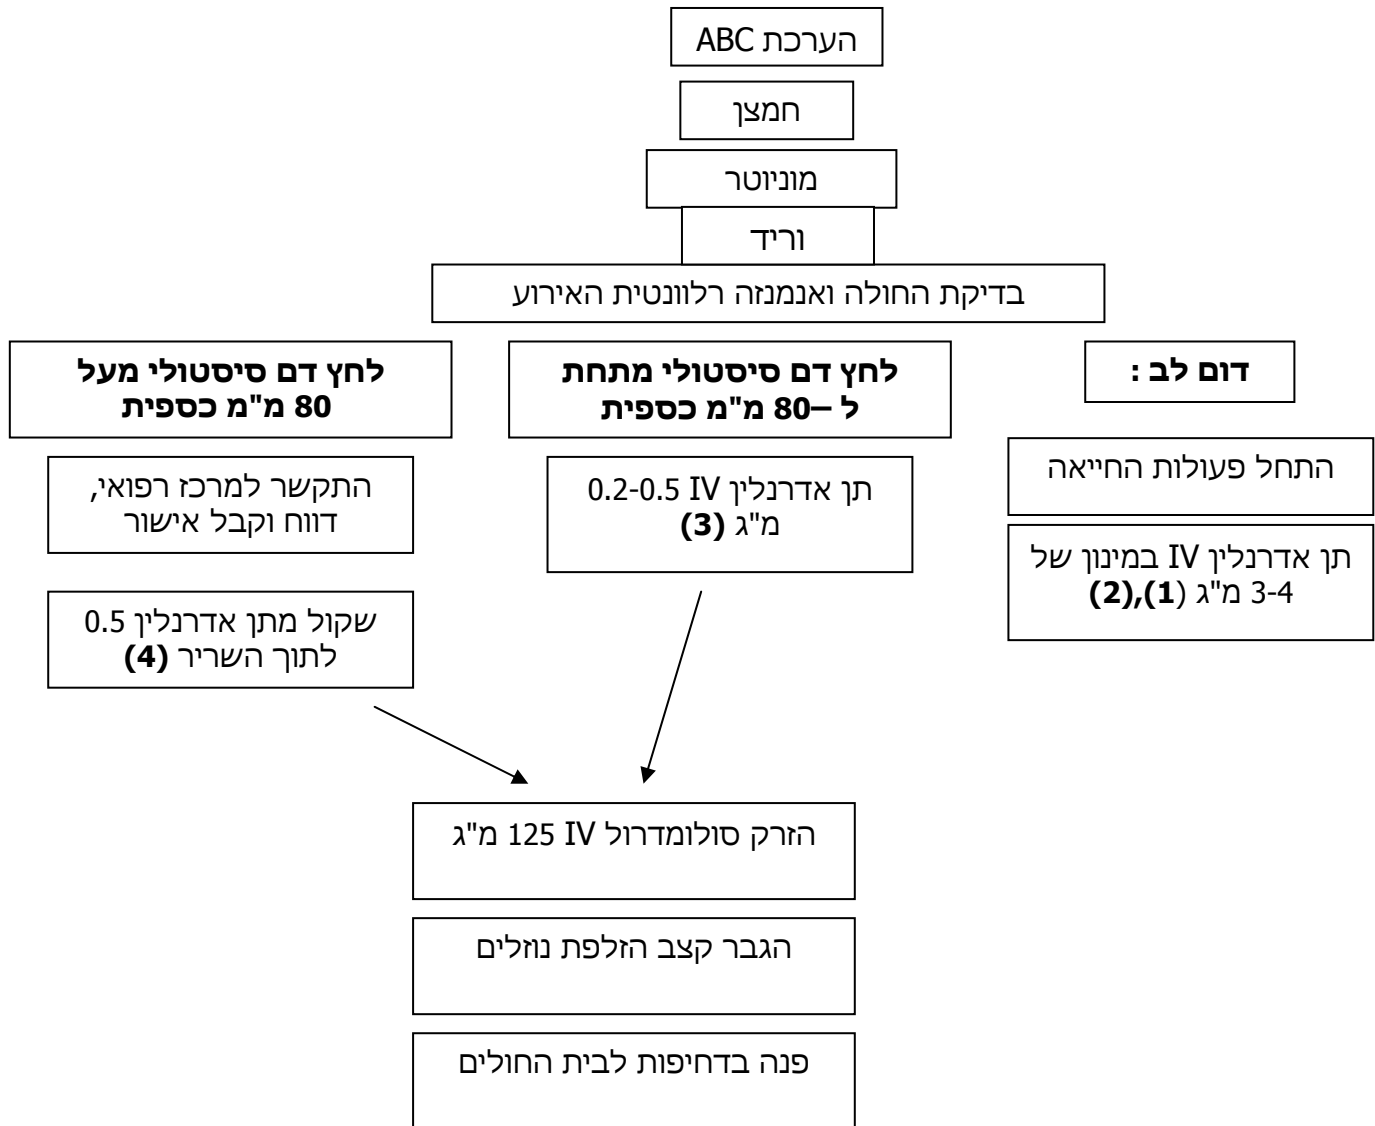 הערכת ABC
חמצן
מוניוטר
וריד
בדיקת החולה ואנמנזה רלוונטית האירוע
דום לב :
התחל פעולות החייאה
תן אדרנלין IV במינון של
3-4 מ"ג (1),(2)
לחץ דם סיסטולי מתחת
ל –80 מ"מ כספית
תן אדרנלין 0.2-0.5 IV
מ"ג (3)
לחץ דם סיסטולי מעל
80 מ"מ כספית
התקשר למרכז רפואי,
דווח וקבל אישור
שקול מתן אדרנלין 0.5
לתוך השריר (4)
הזרק סולומדרול 125 IV מ"ג
הגבר קצב הזלפת נוזלים
פנה בדחיפות לבית החולים